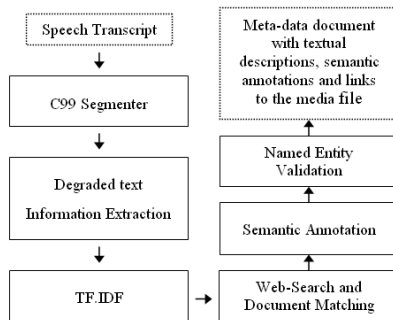 Speech Transcript
C99 Segmenter
Degraded text
Information Extraction
TF.IDF
Web-Search and
Document Matching
Semantic Annotation
Named Entity
Validation
Meta-data document
with textual
descriptions, semantic
annotations and links
to the media file